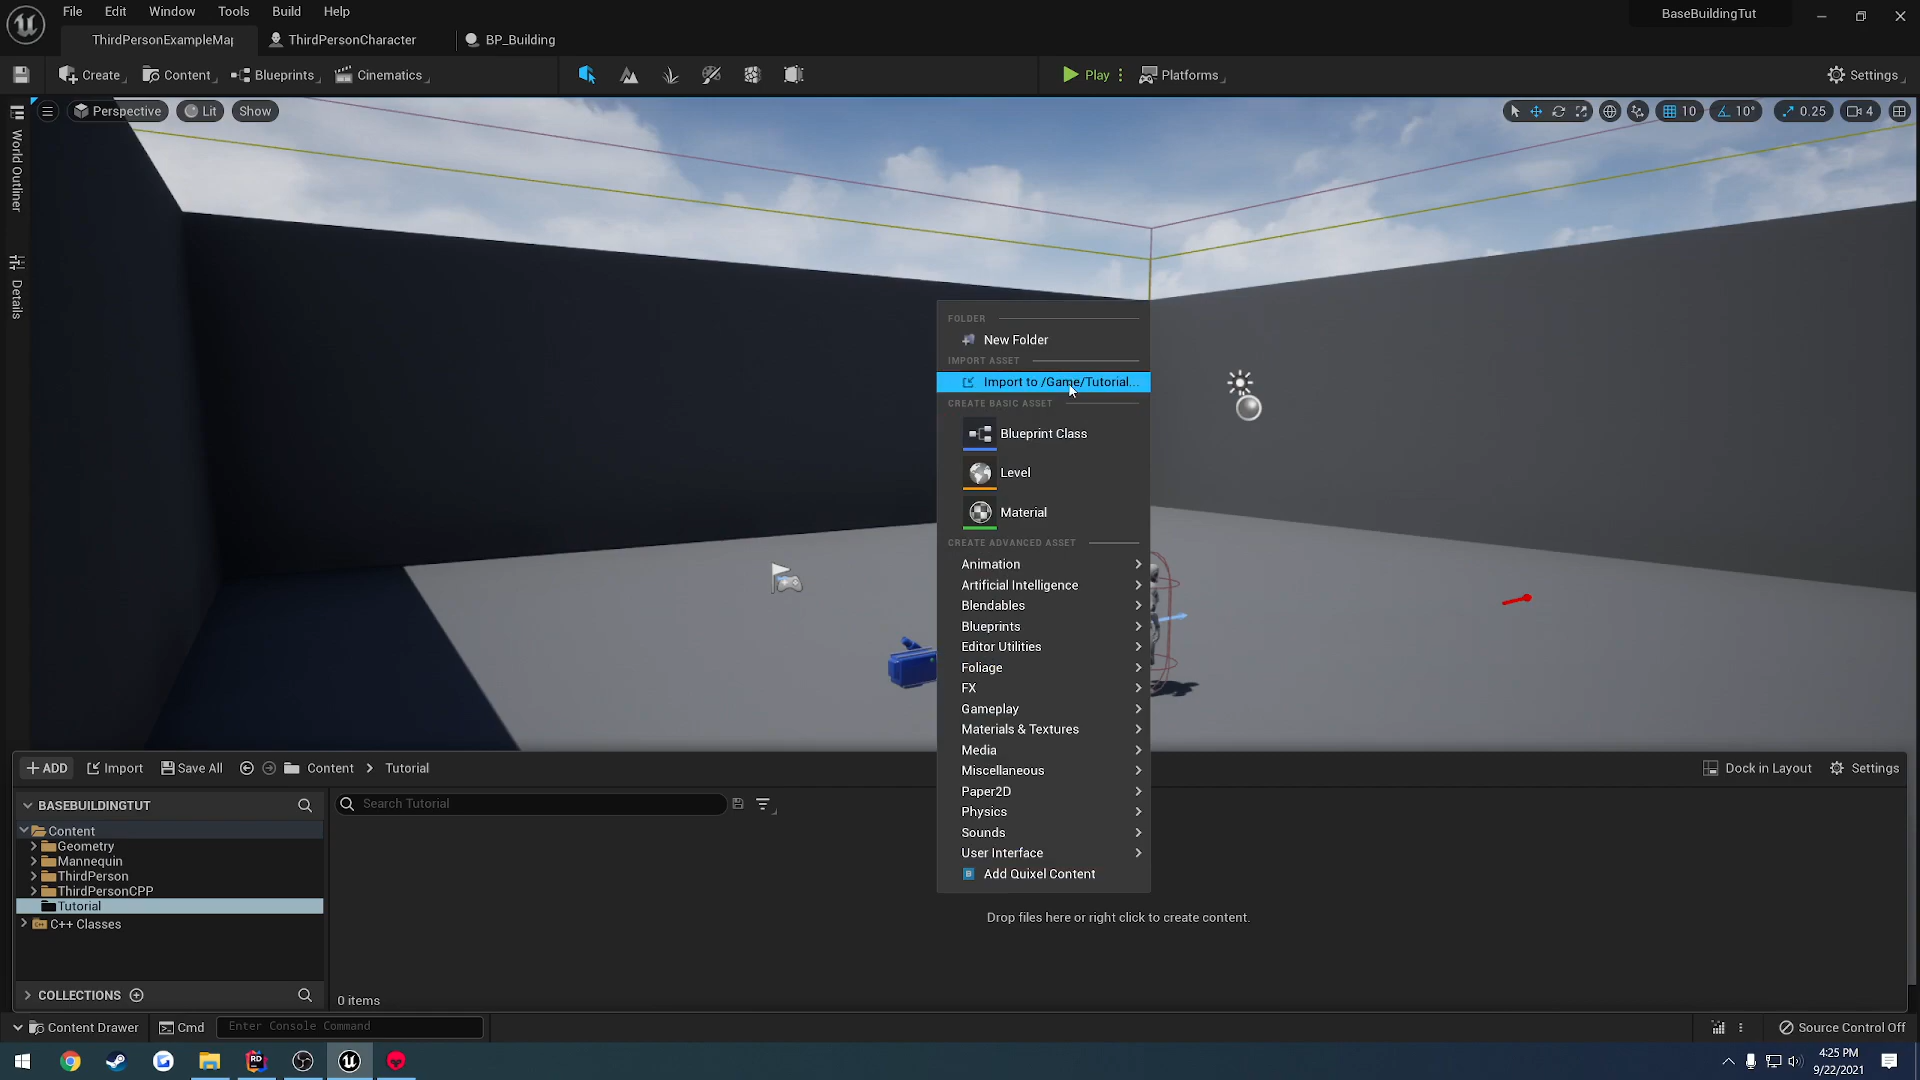 File Edit Window Tools Build Help
BaseBuildingTut
ThirdPersonExampleMap
ThirdPersonCharacter
BP_Building
Create Content Blueprints Cinematics
Play Platforms
Settings
Perspective Lit Show
10 10° 0.25 4
World Outliner
Details
FOLDER
New Folder
IMPORT ASSET
Import to /Game/Tutorial...
CREATE BASIC ASSET
Blueprint Class
Level
Material
CREATE ADVANCED ASSET
Animation
Artificial Intelligence
Blendables
Blueprints
Editor Utilities
Foliage
FX
Gameplay
Materials & Textures
Media
Miscellaneous
Paper2D
Physics
Sounds
User Interface
Add Quixel Content
ADD Import Save All Content Tutorial
Dock in Layout Settings
BASEBUILDINGTUT
Search Tutorial
Content
Geometry
Mannequin
ThirdPerson
ThirdPersonCPP
Tutorial
C++ Classes
Drop files here or right click to create content.
COLLECTIONS
0 items
Content Drawer Cmd Enter Console Command
Source Control Off
RD
4:25 PM
9/22/2021